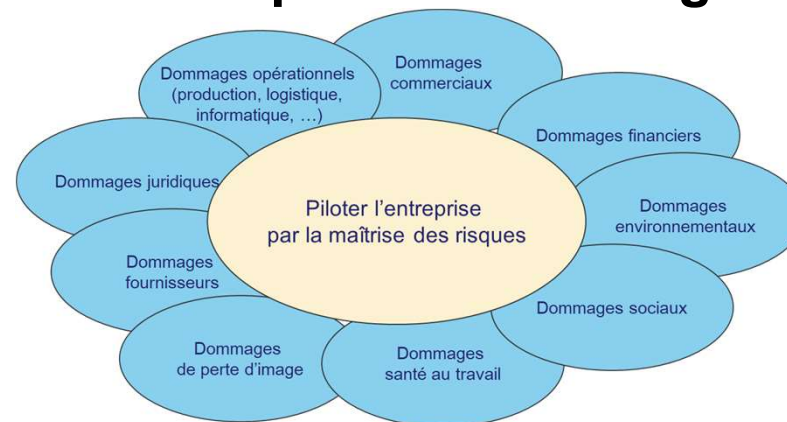 Dommages opérationnels
(production, logistique,
informatique, …)
Dommages
commerciaux
Dommages financiers
Dommages
environnementaux
Dommages sociaux
Dommages
santé au travail
Dommages
de perte d’image
Dommages
fournisseurs
Dommages juridiques
Piloter l’entreprise
par la maîtrise des risques